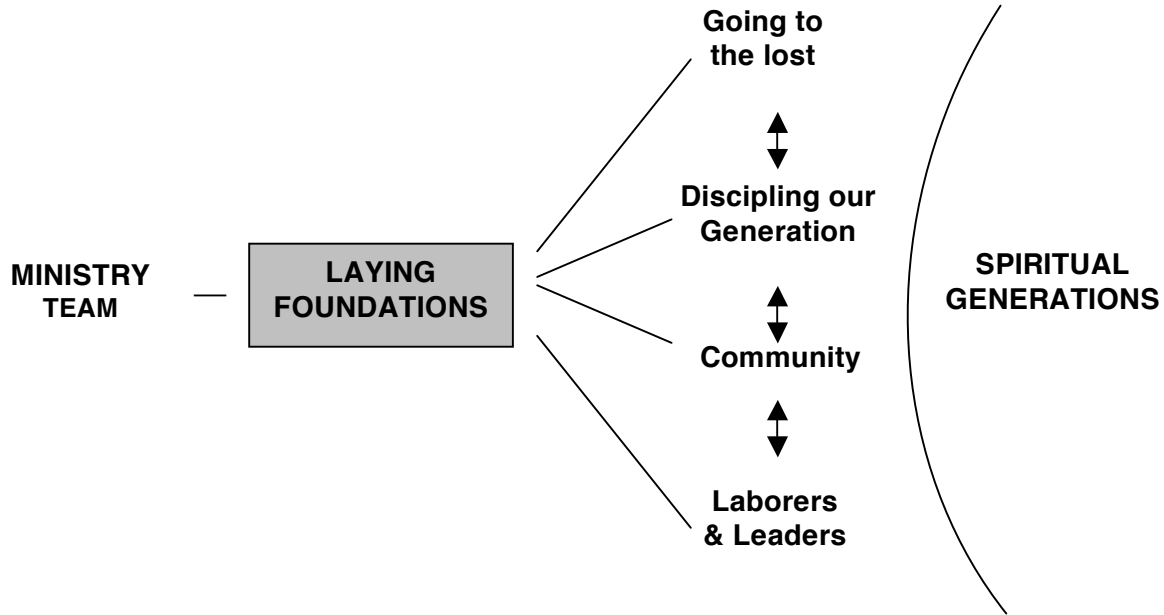 MINISTRY
TEAM
LAYING
FOUNDATIONS
Going to
the lost
Discipling our
Generation
Community
Laborers
& Leaders
SPIRITUAL
GENERATIONS